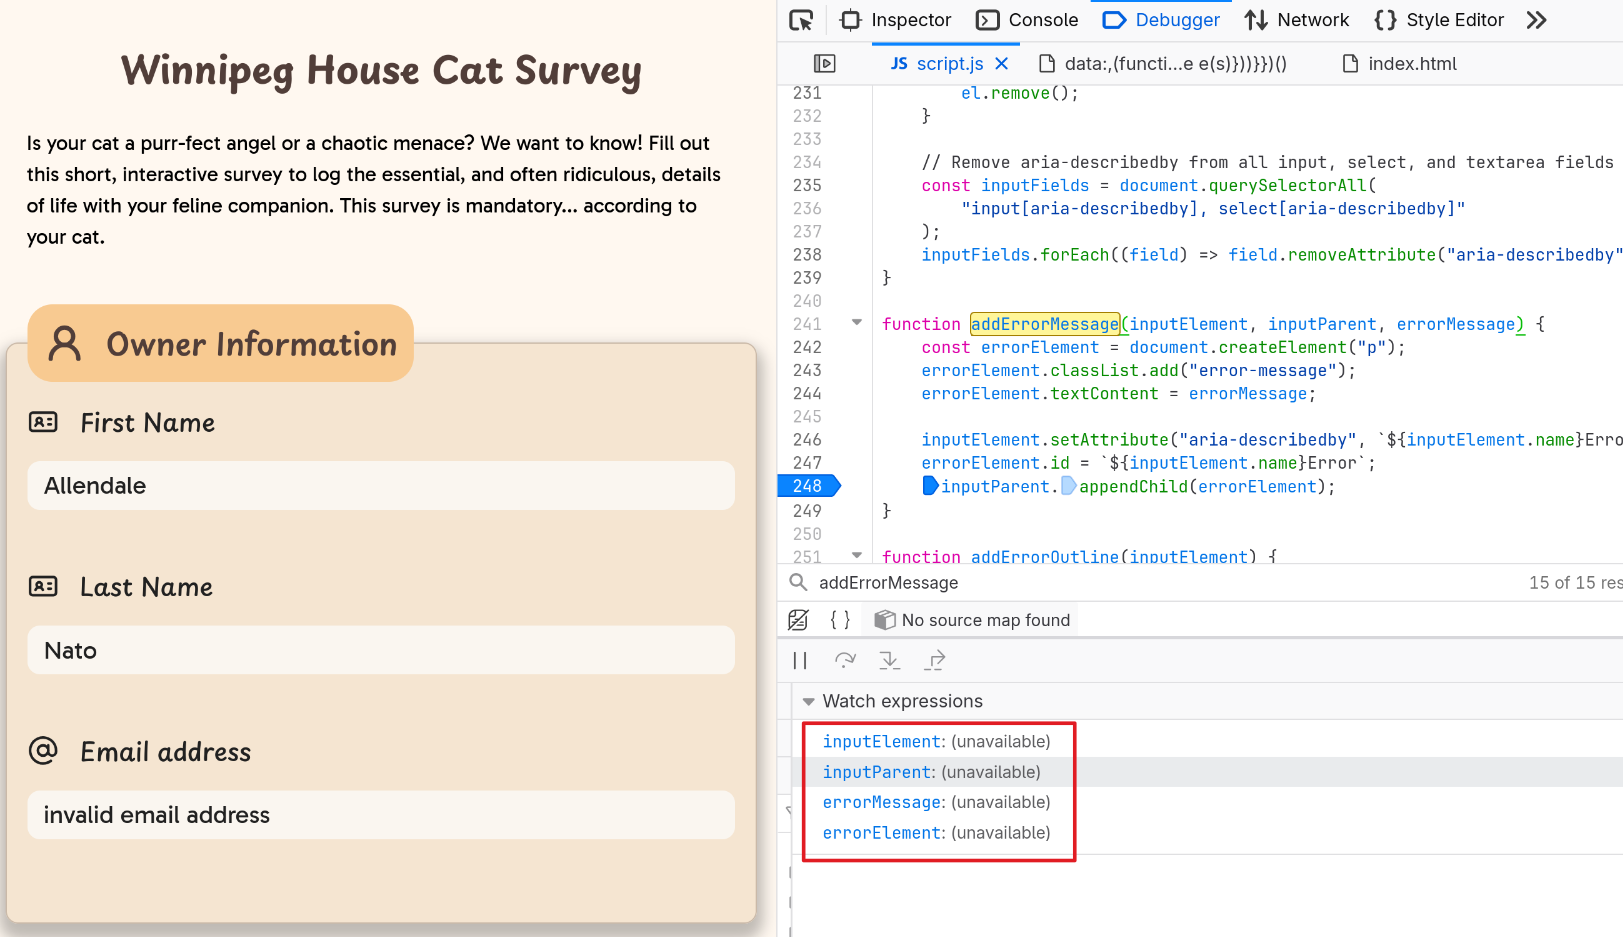 Winnipeg House Cat Survey
Is your cat a purr-fect angel or a chaotic menace? We want to know! Fill out
this short, interactive survey to log the essential, and often ridiculous, details
of life with your feline companion. This survey is mandatory... according to
your cat.
Owner Information
First Name
Allendale
Last Name
Nato
Email address
invalid email address
Inspector Console Debugger Network Style Editor
JS script.js data:,(functi...e e(s)}))}})() index.html
231 el.remove();
232 }
233
234 // Remove aria-describedby from all input, select, and textarea fields
235 const inputFields = document.querySelectorAll(
236 "input[aria-describedby], select[aria-describedby]"
237 );
238 inputFields.forEach((field) => field.removeAttribute("aria-describedby"
239 }
240
241 function addErrorMessage(inputElement, inputParent, errorMessage) {
242 const errorElement = document.createElement("p");
243 errorElement.classList.add("error-message");
244 errorElement.textContent = errorMessage;
245
246 inputElement.setAttribute("aria-describedby", `${inputElement.name}Erro
247 errorElement.id = `${inputElement.name}Error`;
248 inputParent.appendChild(errorElement);
249 }
250
251 function addErrorOutline(inputElement) {
addErrorMessage 15 of 15 res
{ } No source map found
Watch expressions
inputElement: (unavailable)
inputParent: (unavailable)
errorMessage: (unavailable)
errorElement: (unavailable)